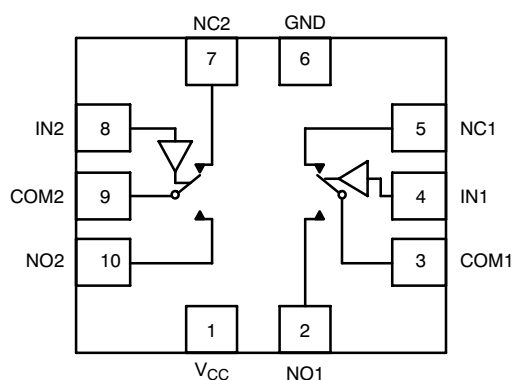 NC2 GND
7 6
IN2 8 5 NC1
COM2 9 4 IN1
NO2 10 3 COM1
1 2
VCC NO1